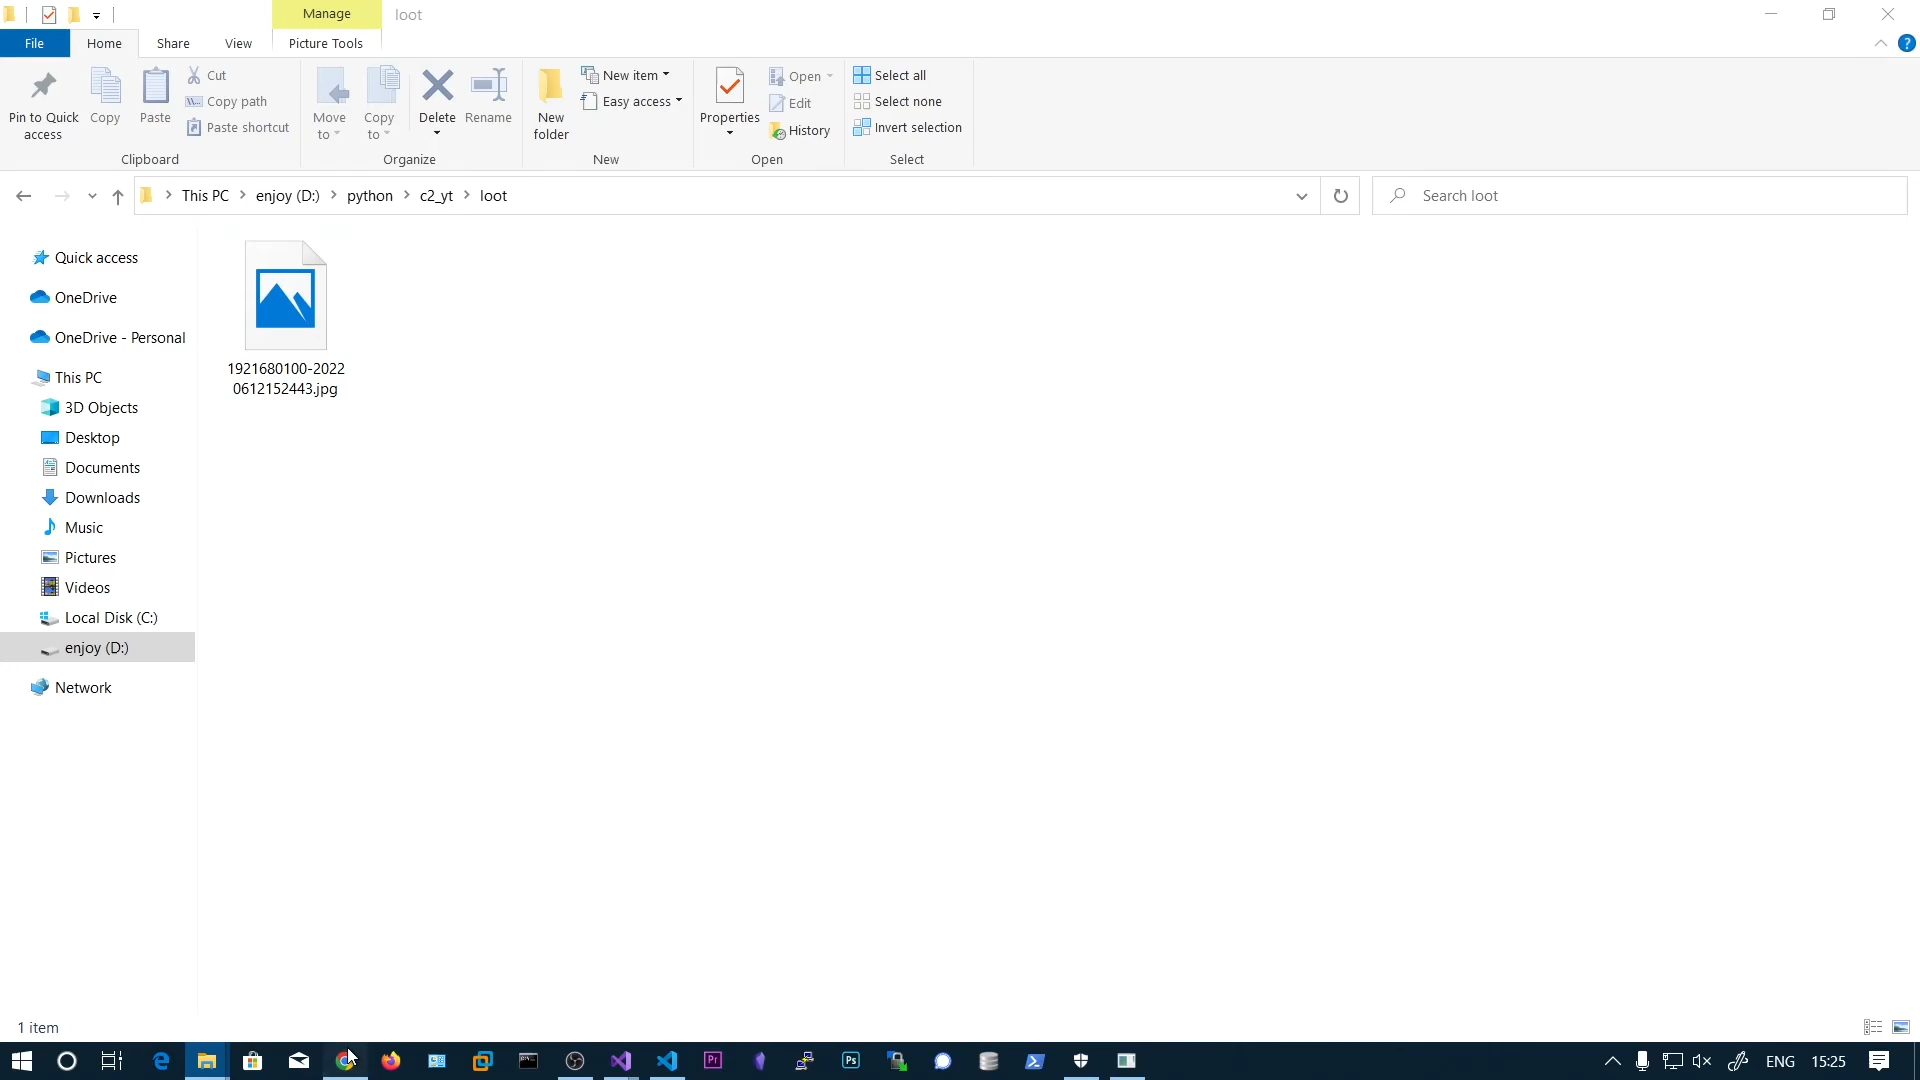 Manage
loot
File
Home
Share
View
Picture Tools
Pin to Quick access
Copy
Paste
Cut
Copy path
Paste shortcut
Clipboard
Move to
Copy to
Delete
Rename
Organize
New folder
New item
Easy access
New
Properties
Open
Edit
History
Open
Select all
Select none
Invert selection
Select
This PC > enjoy (D:) > python > c2_yt > loot
Search loot
Quick access
OneDrive
OneDrive - Personal
This PC
3D Objects
Desktop
Documents
Downloads
Music
Pictures
Videos
Local Disk (C:)
enjoy (D:)
Network
1921680100-2022
0612152443.jpg
1 item
Pr
Ps
ENG
15:25